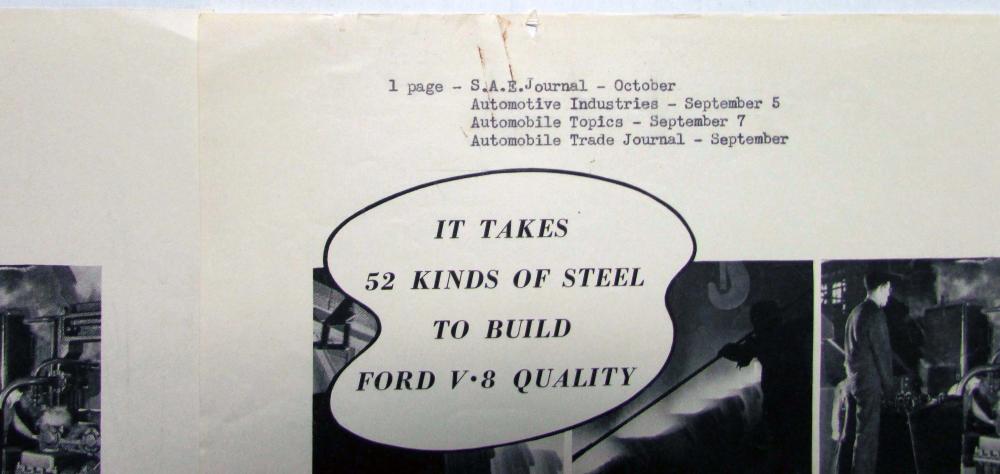 1 page - S.A.E.Journal - October
Automotive Industries - September 5
Automobile Topics - September 7
Automobile Trade Journal - September
IT TAKES
52 KINDS OF STEEL
TO BUILD
FORD V·8 QUALITY